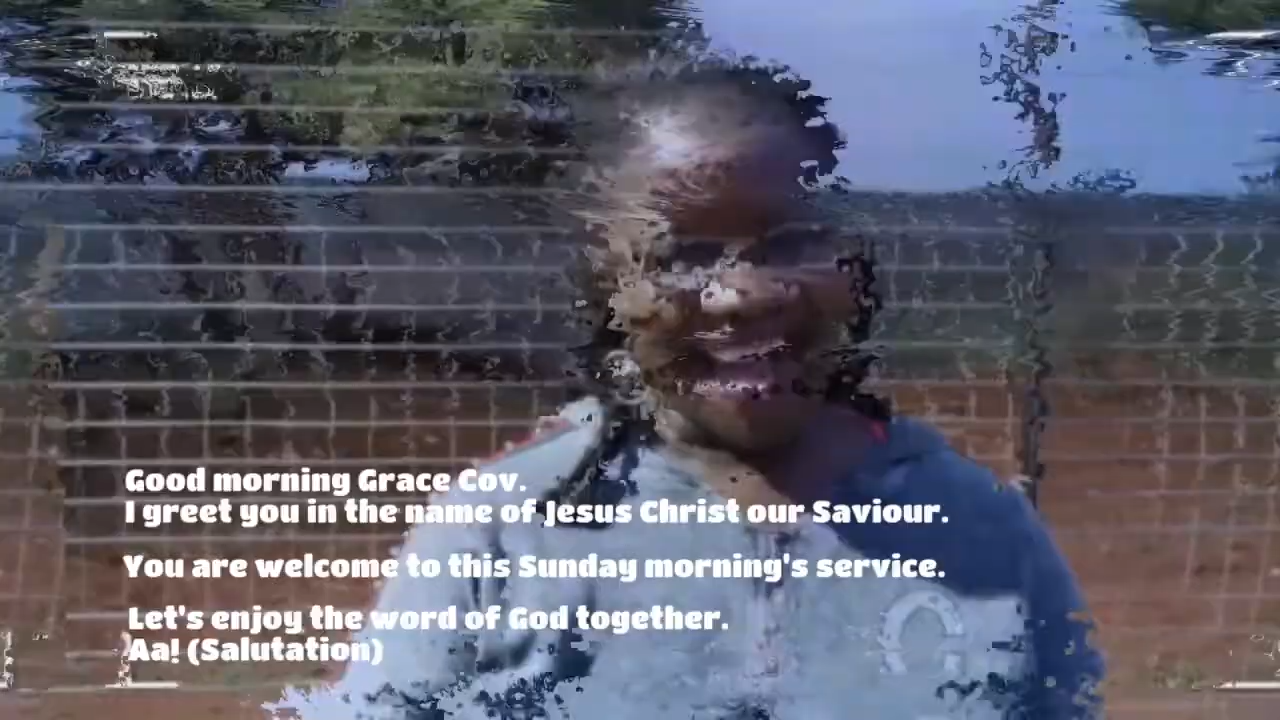 Good morning Grace Cov.
I greet you in the name of Jesus Christ our Saviour.
You are welcome to this Sunday morning's service.
Let's enjoy the word of God together.
Aa! (Salutation)